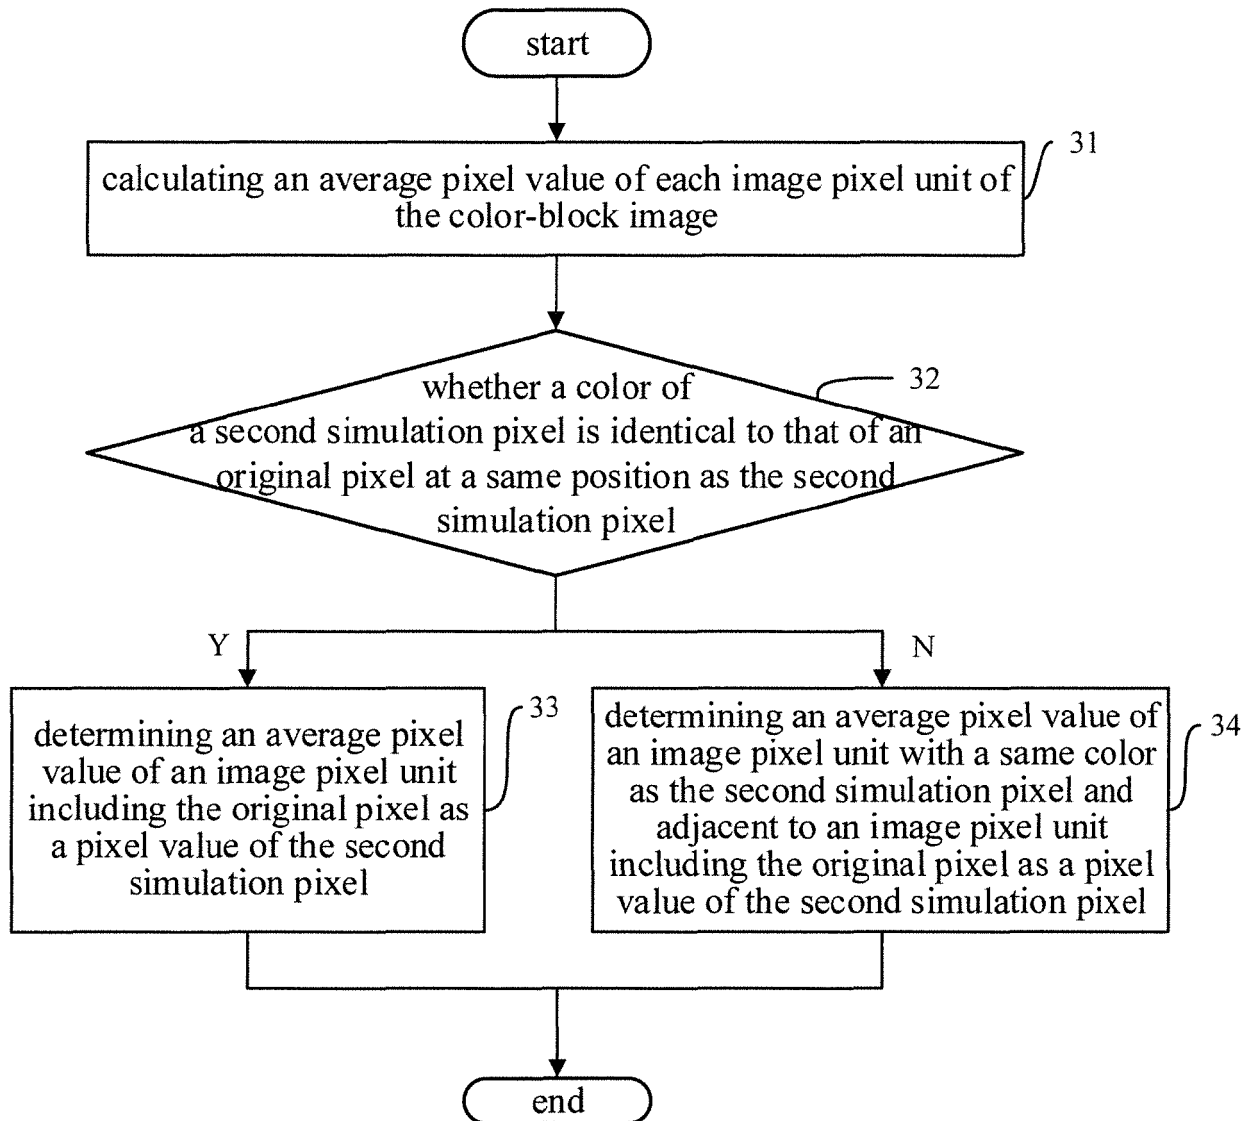 start
31
calculating an average pixel value of each image pixel unit of
the color-block image
32
whether a color of
a second simulation pixel is identical to that of an
original pixel at a same position as the second
simulation pixel
Y
N
33
determining an average pixel
value of an image pixel unit
including the original pixel as
a pixel value of the second
simulation pixel
34
determining an average pixel value of
an image pixel unit with a same color
as the second simulation pixel and
adjacent to an image pixel unit
including the original pixel as a pixel
value of the second simulation pixel
end